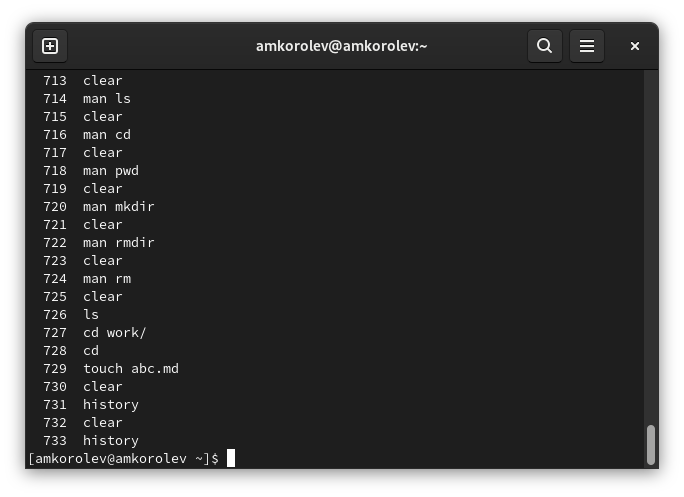 amkorolev@amkorolev:~
713 clear
714 man ls
715 clear
716 man cd
717 clear
718 man pwd
719 clear
720 man mkdir
721 clear
722 man rmdir
723 clear
724 man rm
725 clear
726 ls
727 cd work/
728 cd
729 touch abc.md
730 clear
731 history
732 clear
733 history
[amkorolev@amkorolev ~]$